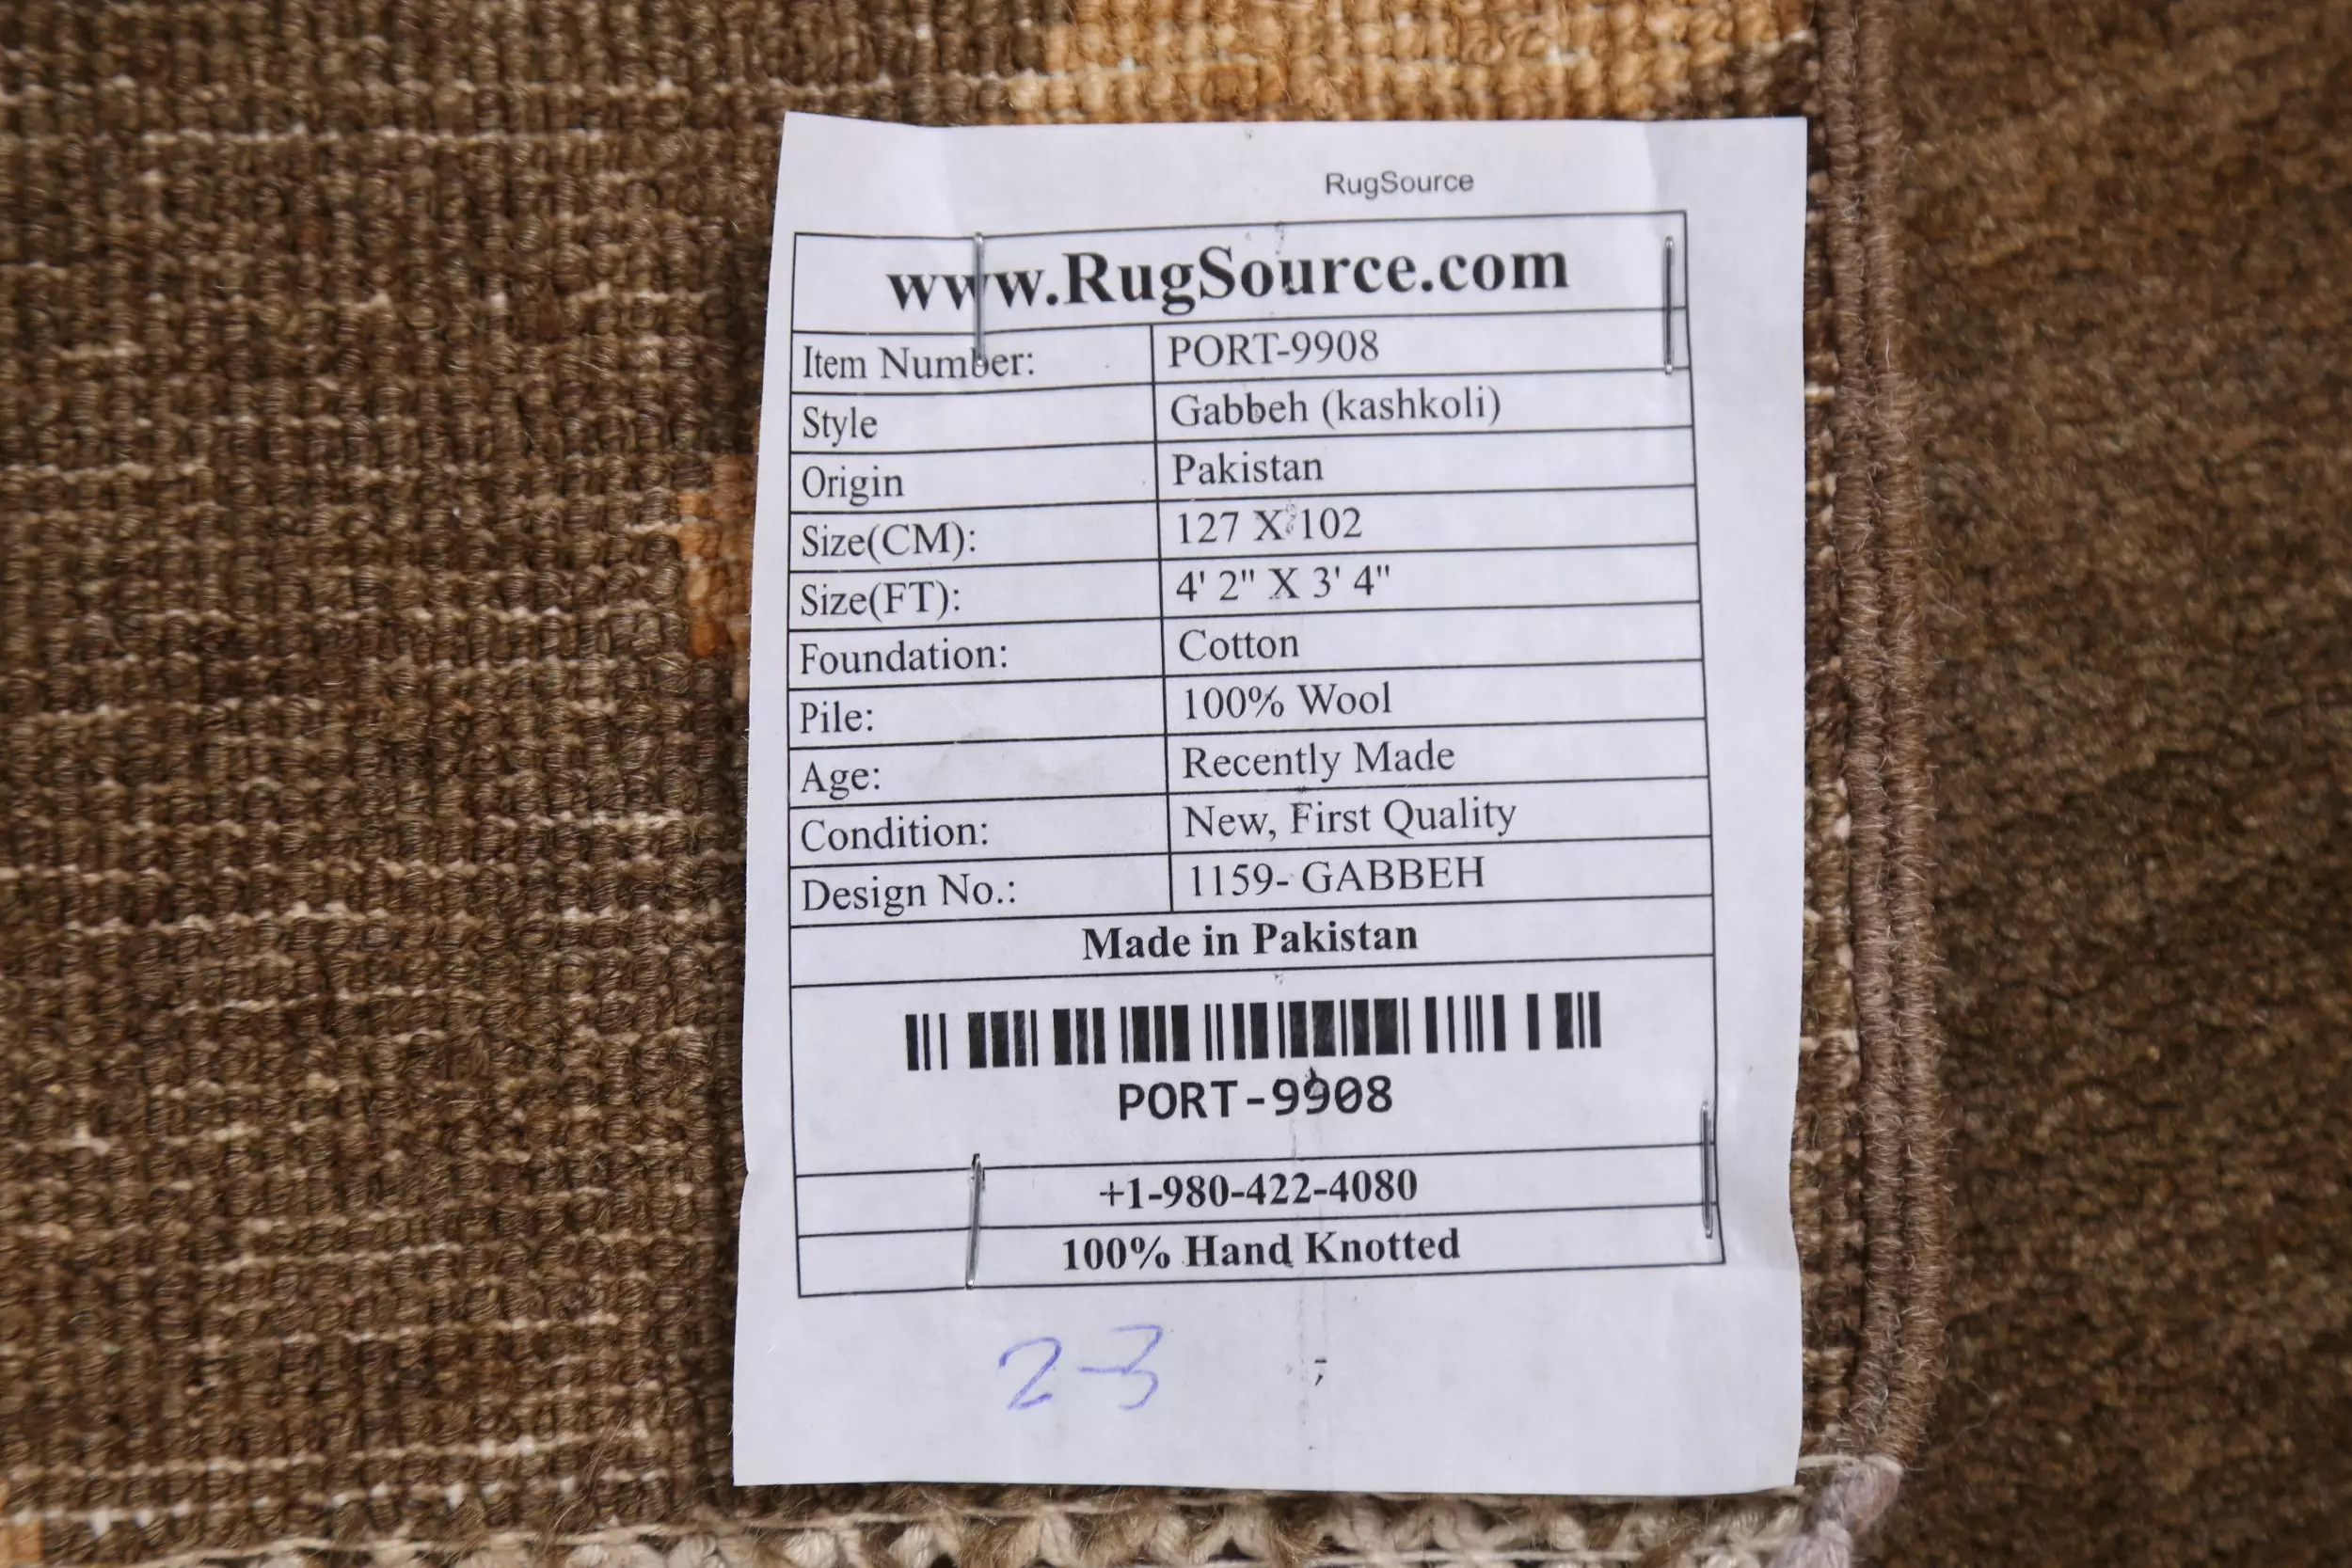 RugSource
www.RugSource.com
Item Number: PORT-9908
Style Gabbeh (kashkoli)
Origin Pakistan
Size(CM): 127 X 102
Size(FT): 4' 2" X 3' 4"
Foundation: Cotton
Pile: 100% Wool
Age: Recently Made
Condition: New, First Quality
Design No.: 1159- GABBEH
Made in Pakistan
PORT-9908
+1-980-422-4080
100% Hand Knotted
2-3